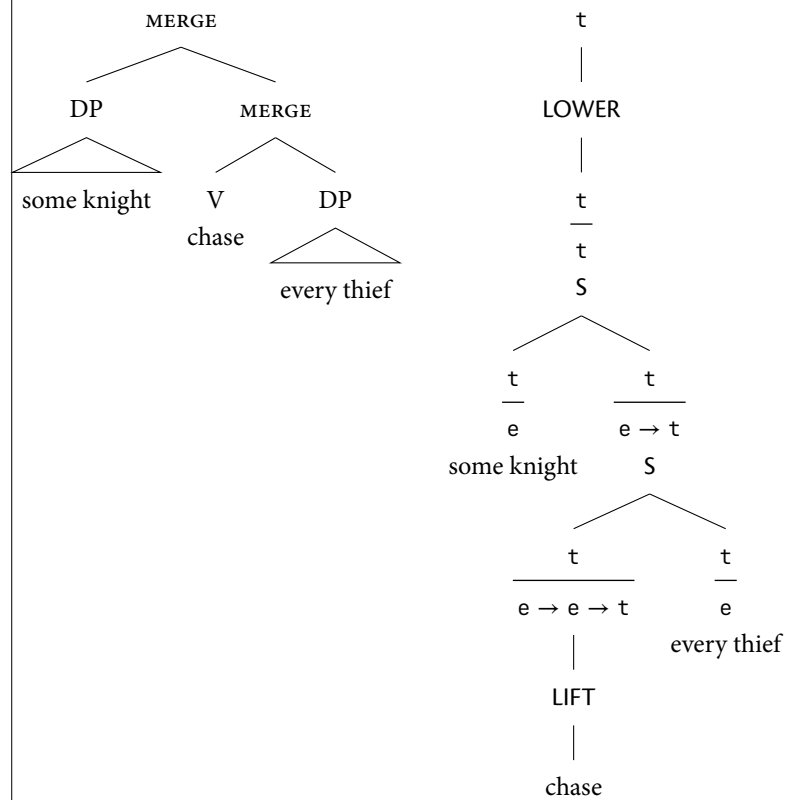 MERGE
DP MERGE
some knight V DP
chase
every thief
t
LOWER
t
t
S
t t
e e → t
some knight S
t t
e → e → t e
every thief
LIFT
chase